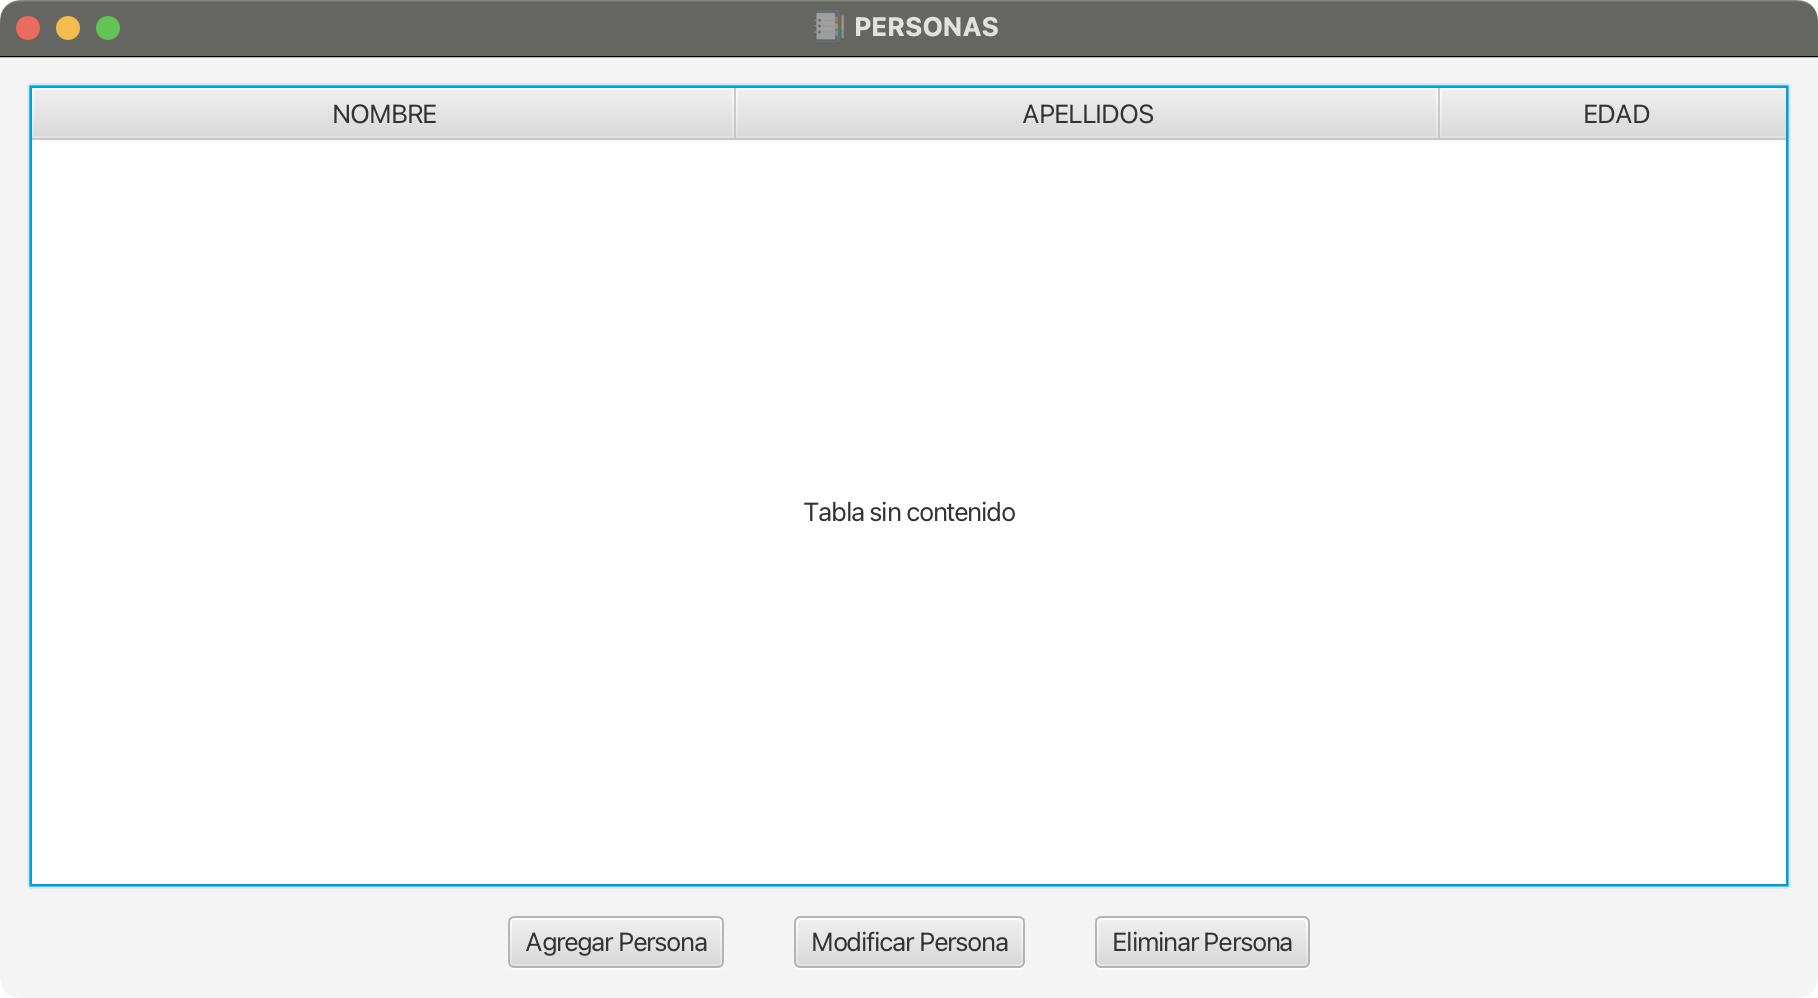 PERSONAS
NOMBRE APELLIDOS EDAD
Tabla sin contenido
Agregar Persona Modificar Persona Eliminar Persona